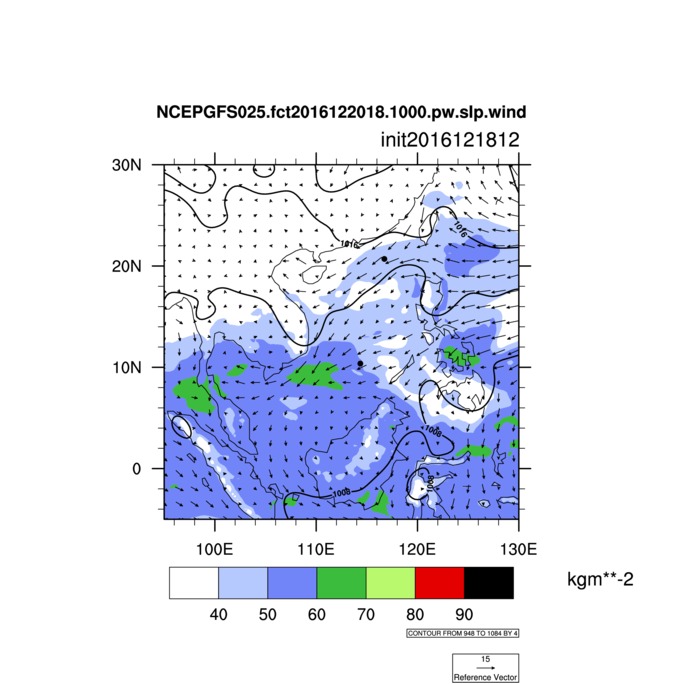 NCEPGFS025.fct2016122018.1000.pw.slp.wind
init2016121812
30N
20N
10N
0
1016
1016
1008
1008
1008
100E 110E 120E 130E
kgm**-2
40 50 60 70 80 90
CONTOUR FROM 948 TO 1084 BY 4
15
Reference Vector